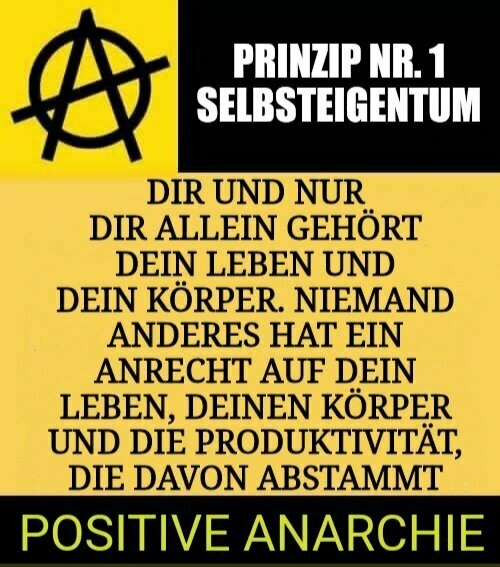 PRINZIP NR. 1
SELBSTEIGENTUM
DIR UND NUR
DIR ALLEIN GEHÖRT
DEIN LEBEN UND
DEIN KÖRPER. NIEMAND
ANDERES HAT EIN
ANRECHT AUF DEIN
LEBEN, DEINEN KÖRPER
UND DIE PRODUKTIVITÄT,
DIE DAVON ABSTAMMT
POSITIVE ANARCHIE